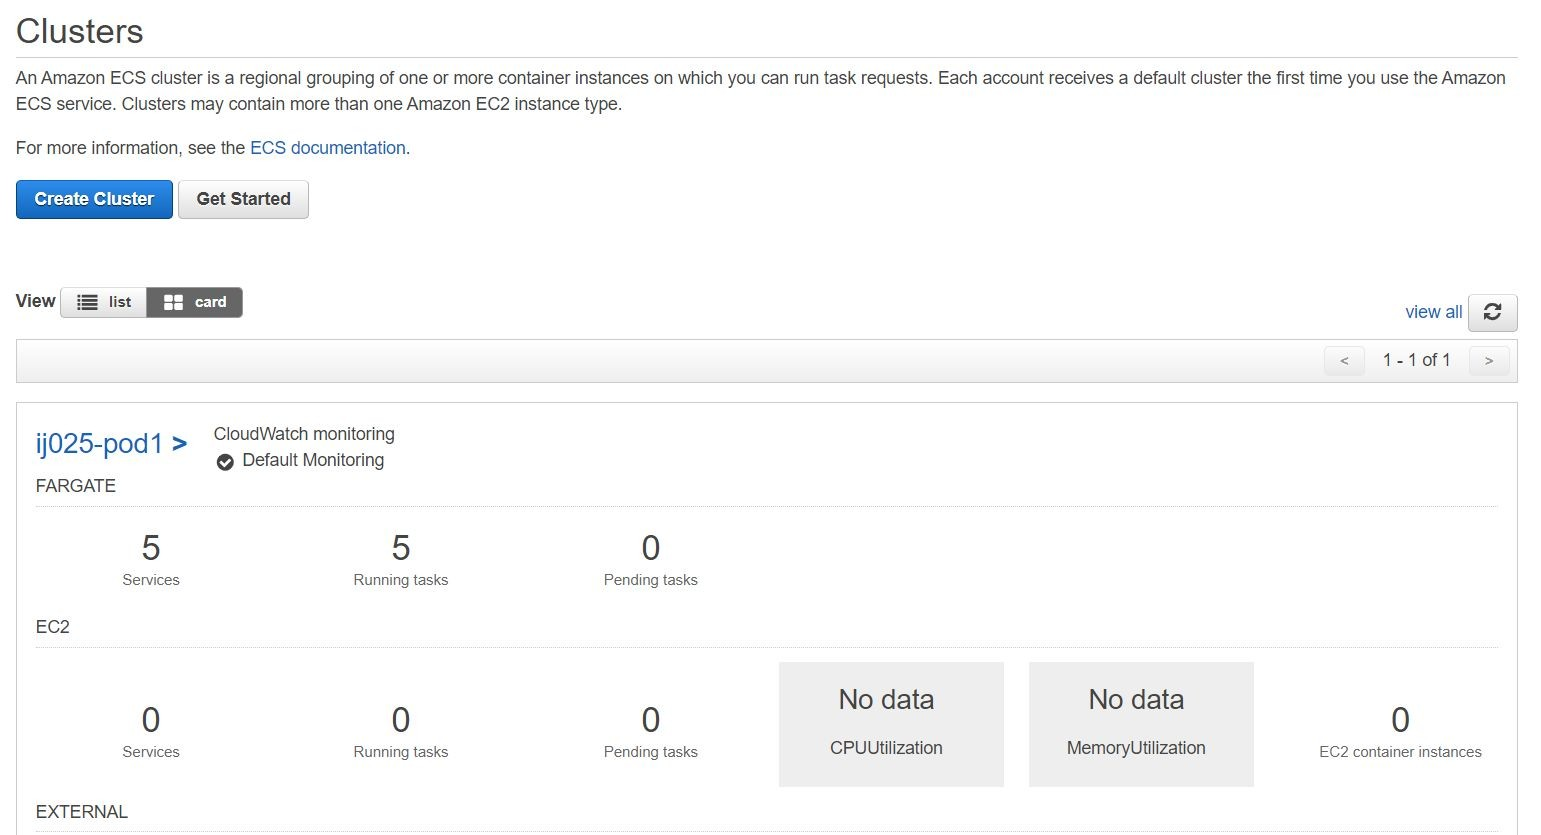 Clusters
An Amazon ECS cluster is a regional grouping of one or more container instances on which you can run task requests. Each account receives a default cluster the first time you use the Amazon
ECS service. Clusters may contain more than one Amazon EC2 instance type.
For more information, see the ECS documentation.
Create Cluster Get Started
View list card
view all
< 1 - 1 of 1 >
ij025-pod1 > CloudWatch monitoring
Default Monitoring
FARGATE
5 5 0
Services Running tasks Pending tasks
EC2
0 0 0 No data No data 0
Services Running tasks Pending tasks CPUUtilization MemoryUtilization EC2 container instances
EXTERNAL